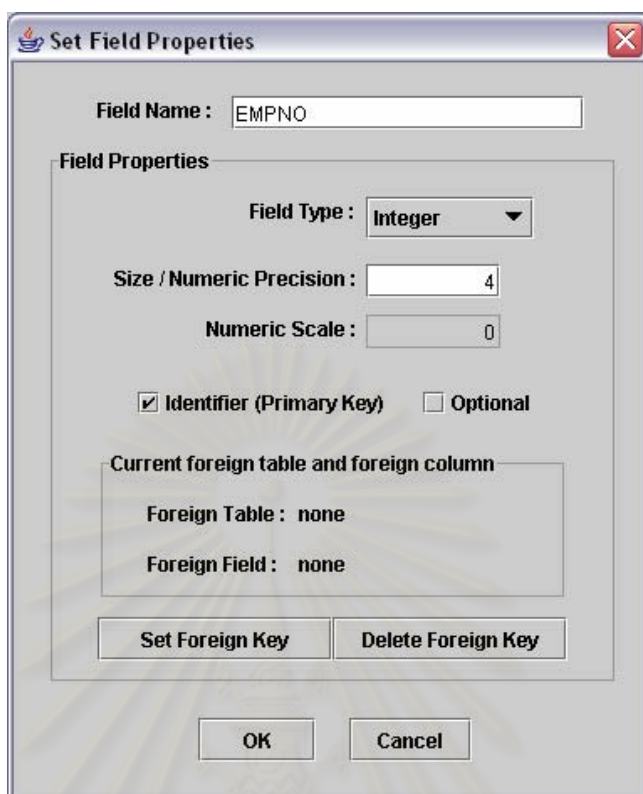 Set Field Properties
Field Name : EMPNO
Field Properties
Field Type : Integer
Size / Numeric Precision : 4
Numeric Scale : 0
Identifier (Primary Key) Optional
Current foreign table and foreign column
Foreign Table : none
Foreign Field : none
Set Foreign Key Delete Foreign Key
OK Cancel